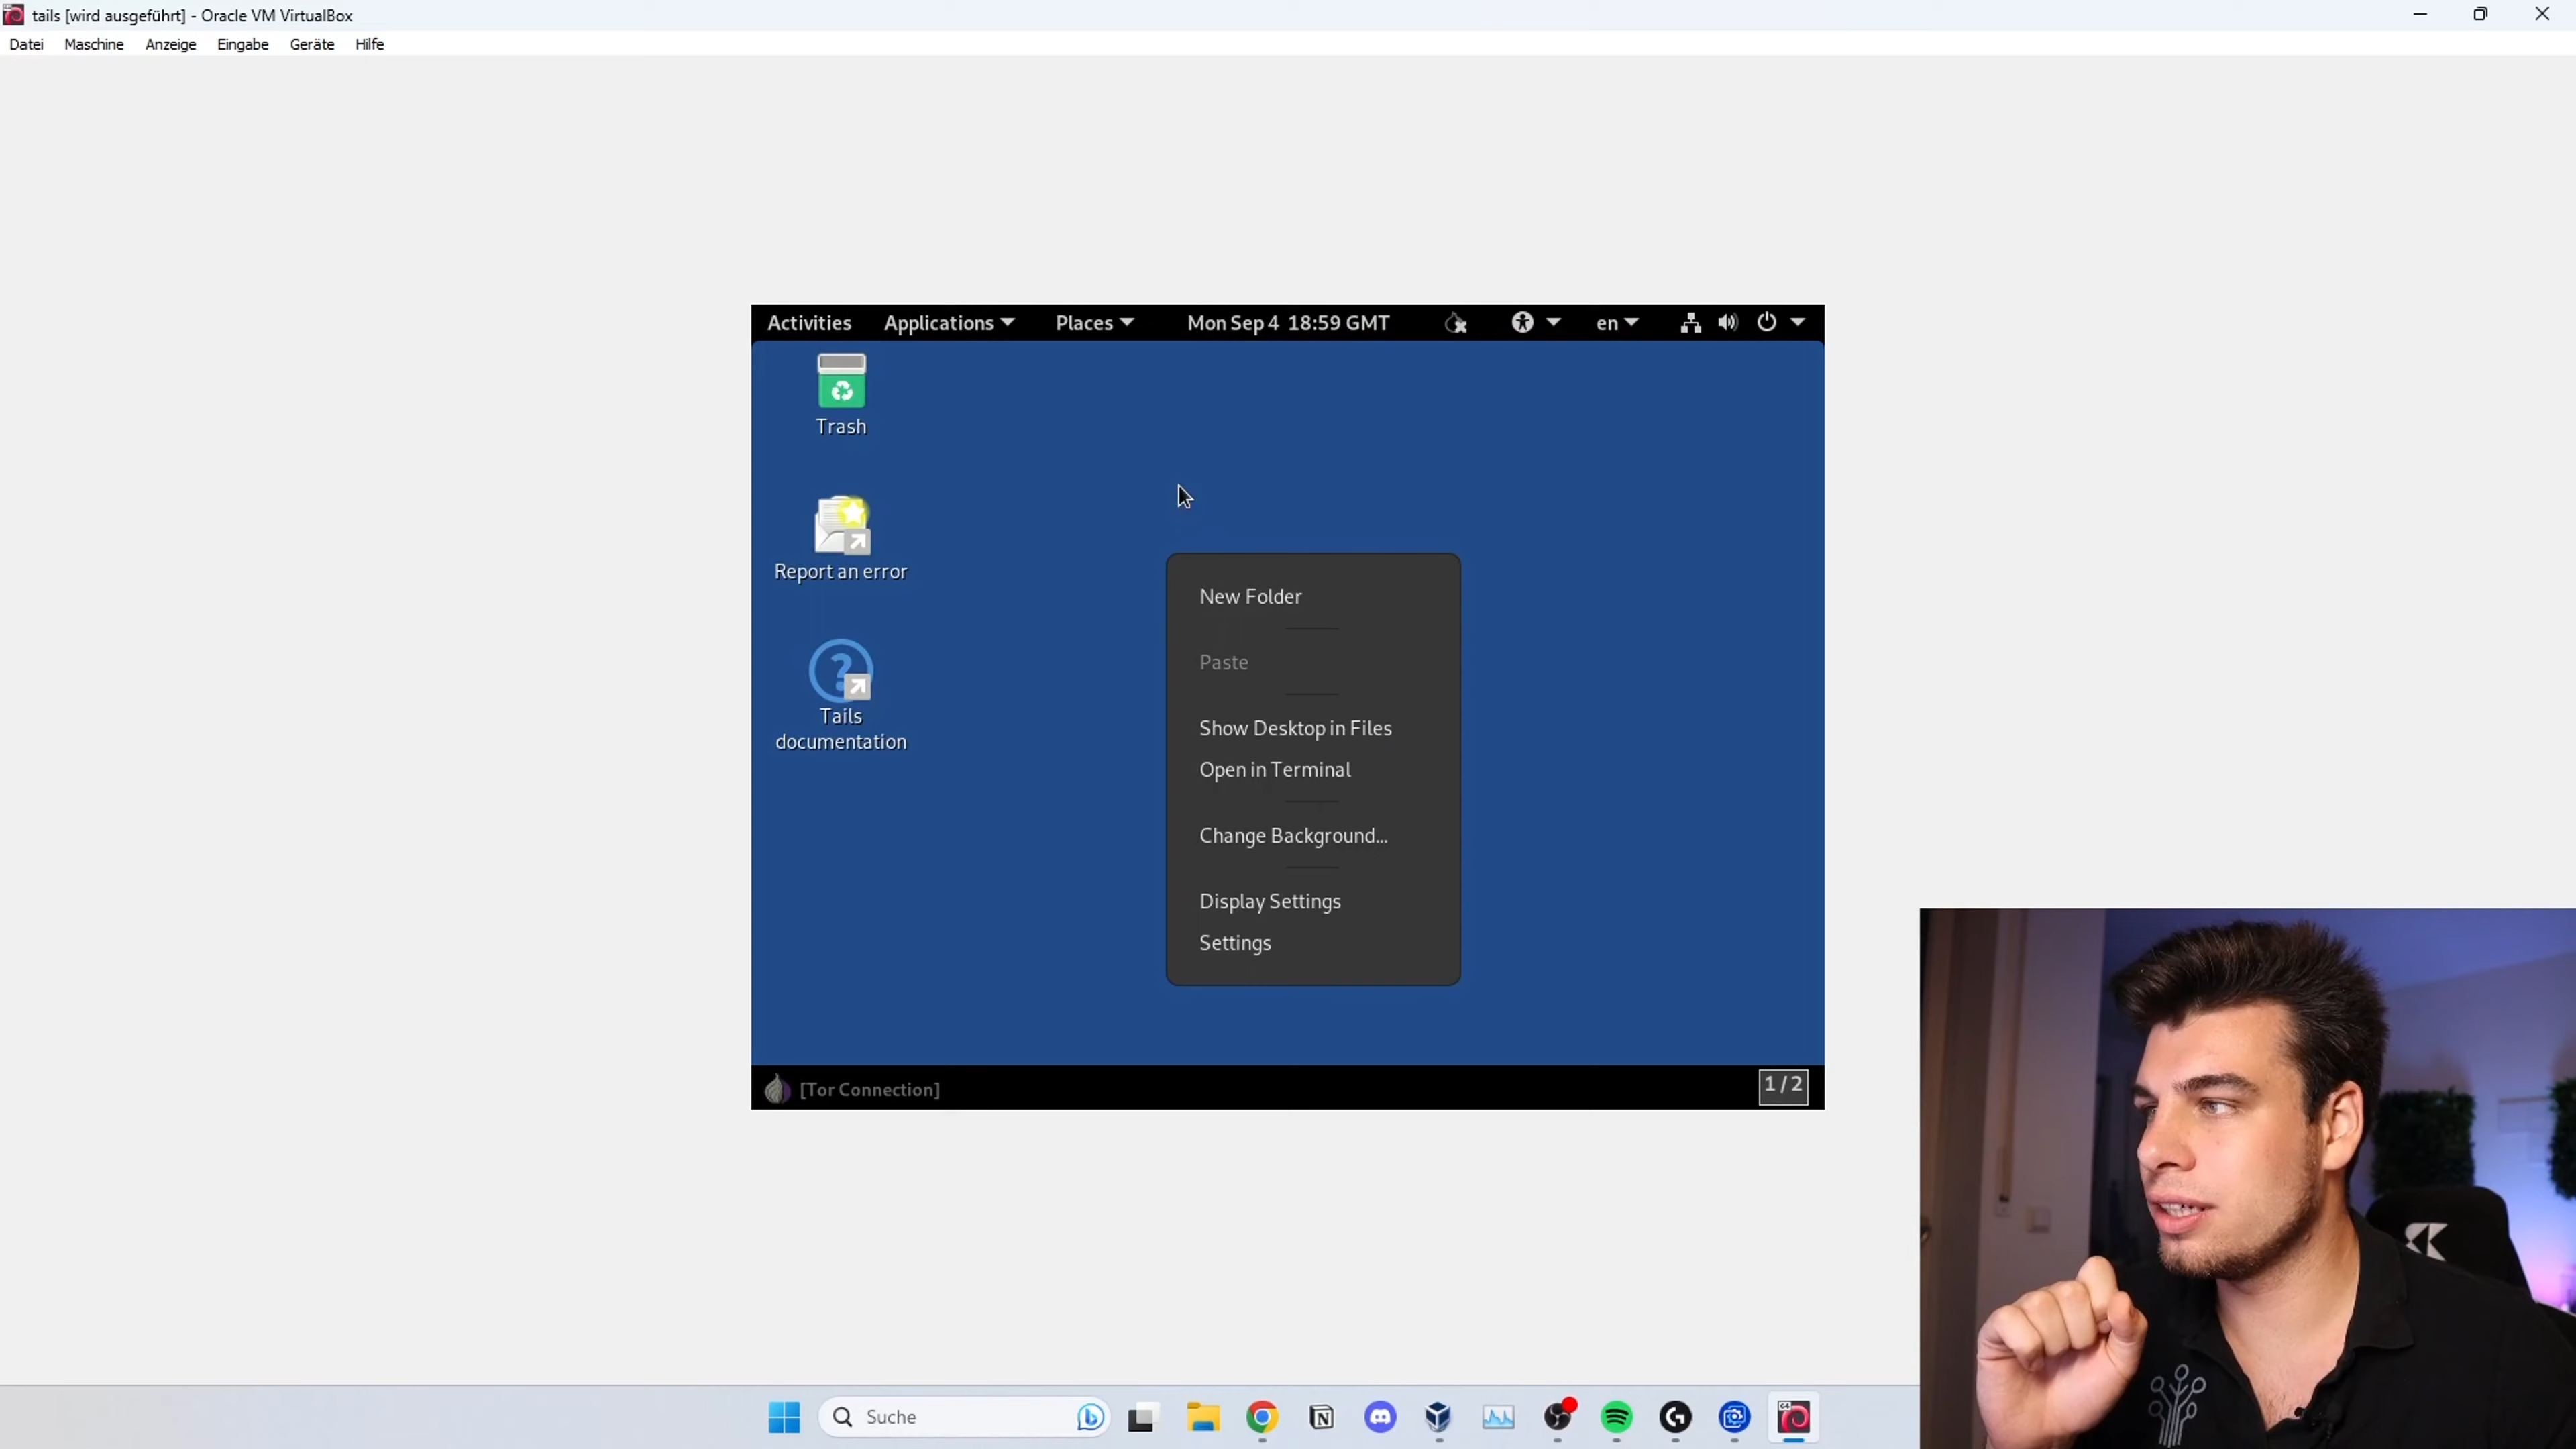 tails [wird ausgeführt] - Oracle VM VirtualBox
Datei Maschine Anzeige Eingabe Geräte Hilfe
Activities Applications Places Mon Sep 4 18:59 GMT en
Trash
Report an error
Tails
documentation
New Folder
Paste
Show Desktop in Files
Open in Terminal
Change Background...
Display Settings
Settings
[Tor Connection] 1 / 2
Suche
64